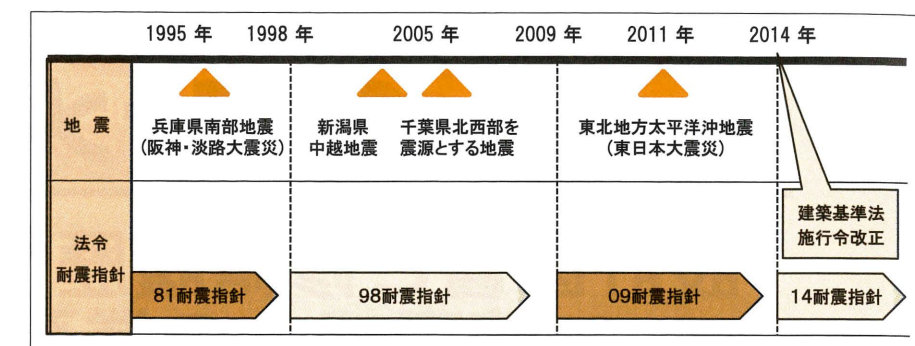 1995 年
1998 年
2005 年
2009 年
2011 年
2014 年
地 震
兵庫県南部地震
(阪神・淡路大震災)
新潟県
中越地震
千葉県北西部を
震源とする地震
東北地方太平洋沖地震
(東日本大震災)
建築基準法
施行令改正
法令
耐震指針
81耐震指針
98耐震指針
09耐震指針
14耐震指針